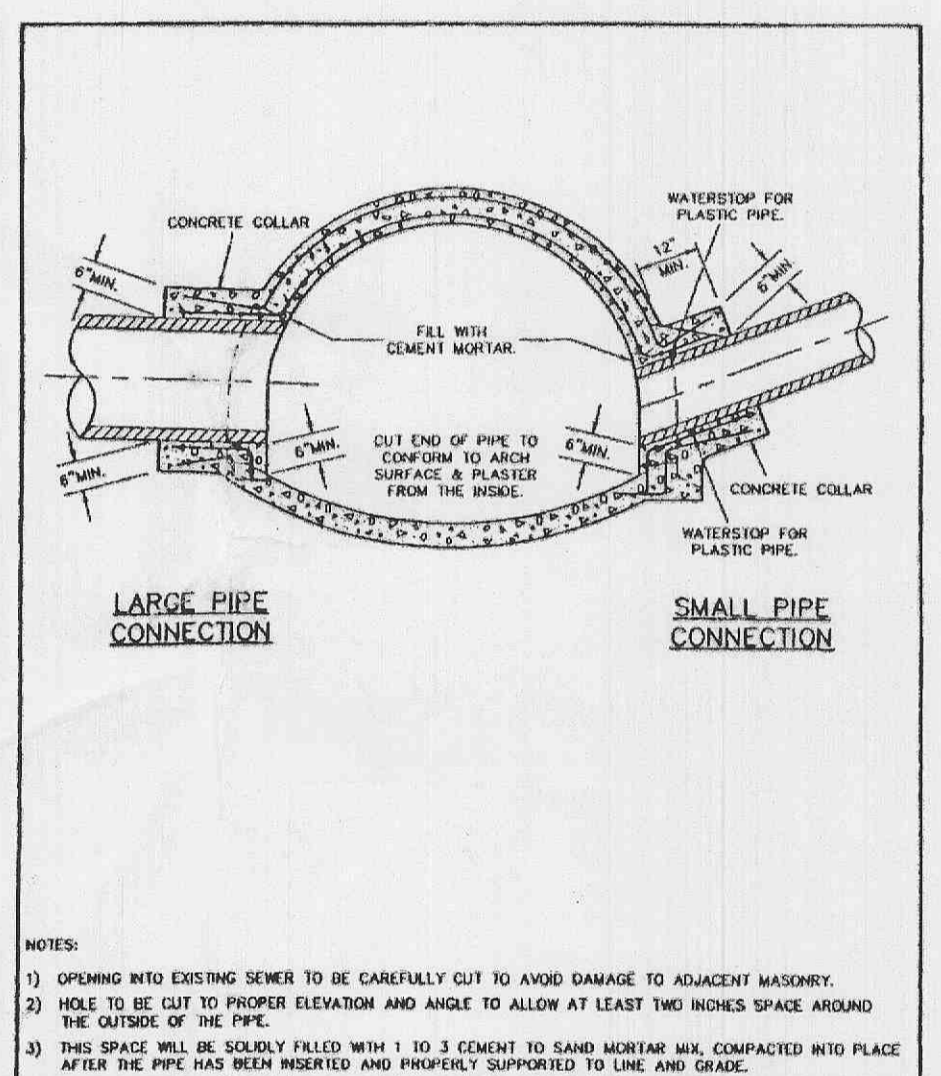 WATERSTOP FOR
PLASTIC PIPE.
CONCRETE COLLAR
12"
MIN.
6"MIN.
6"MIN.
FILL WITH
CEMENT MORTAR.
6"MIN.
CUT END OF PIPE TO
CONFORM TO ARCH
SURFACE & PLASTER
FROM THE INSIDE.
6"MIN.
6"MIN.
CONCRETE COLLAR
WATERSTOP FOR
PLASTIC PIPE.
LARGE PIPE
CONNECTION
SMALL PIPE
CONNECTION
NOTES:
1) OPENING INTO EXISTING SEWER TO BE CAREFULLY CUT TO AVOID DAMAGE TO ADJACENT MASONRY.
2) HOLE TO BE CUT TO PROPER ELEVATION AND ANGLE TO ALLOW AT LEAST TWO INCHES SPACE AROUND
THE OUTSIDE OF THE PIPE.
3) THIS SPACE WILL BE SOLIDLY FILLED WITH 1 TO 3 CEMENT TO SAND MORTAR MIX, COMPACTED INTO PLACE
AFTER THE PIPE HAS BEEN INSERTED AND PROPERLY SUPPORTED TO LINE AND GRADE.